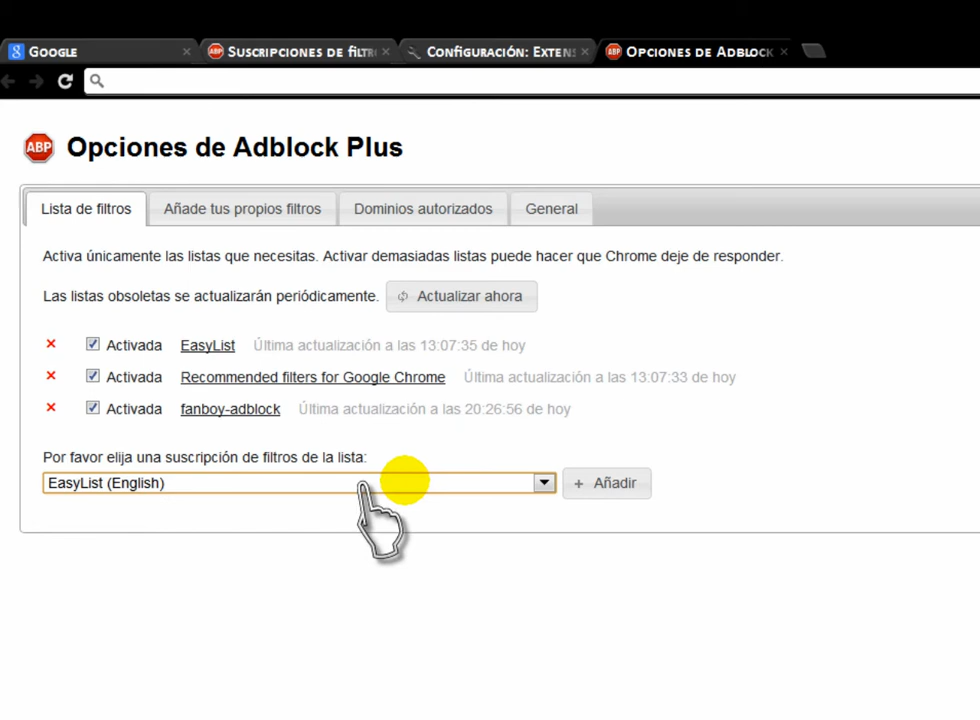 Google
Suscripciones de filtr
Configuración: Extens
Opciones de Adblock
ABP Opciones de Adblock Plus
Lista de filtros
Añade tus propios filtros
Dominios autorizados
General
Activa únicamente las listas que necesitas. Activar demasiadas listas puede hacer que Chrome deje de responder.
Las listas obsoletas se actualizarán periódicamente. Actualizar ahora
Activada EasyList Última actualización a las 13:07:35 de hoy
Activada Recommended filters for Google Chrome Última actualización a las 13:07:33 de hoy
Activada fanboy-adblock Última actualización a las 20:26:56 de hoy
Por favor elija una suscripción de filtros de la lista:
EasyList (English) + Añadir